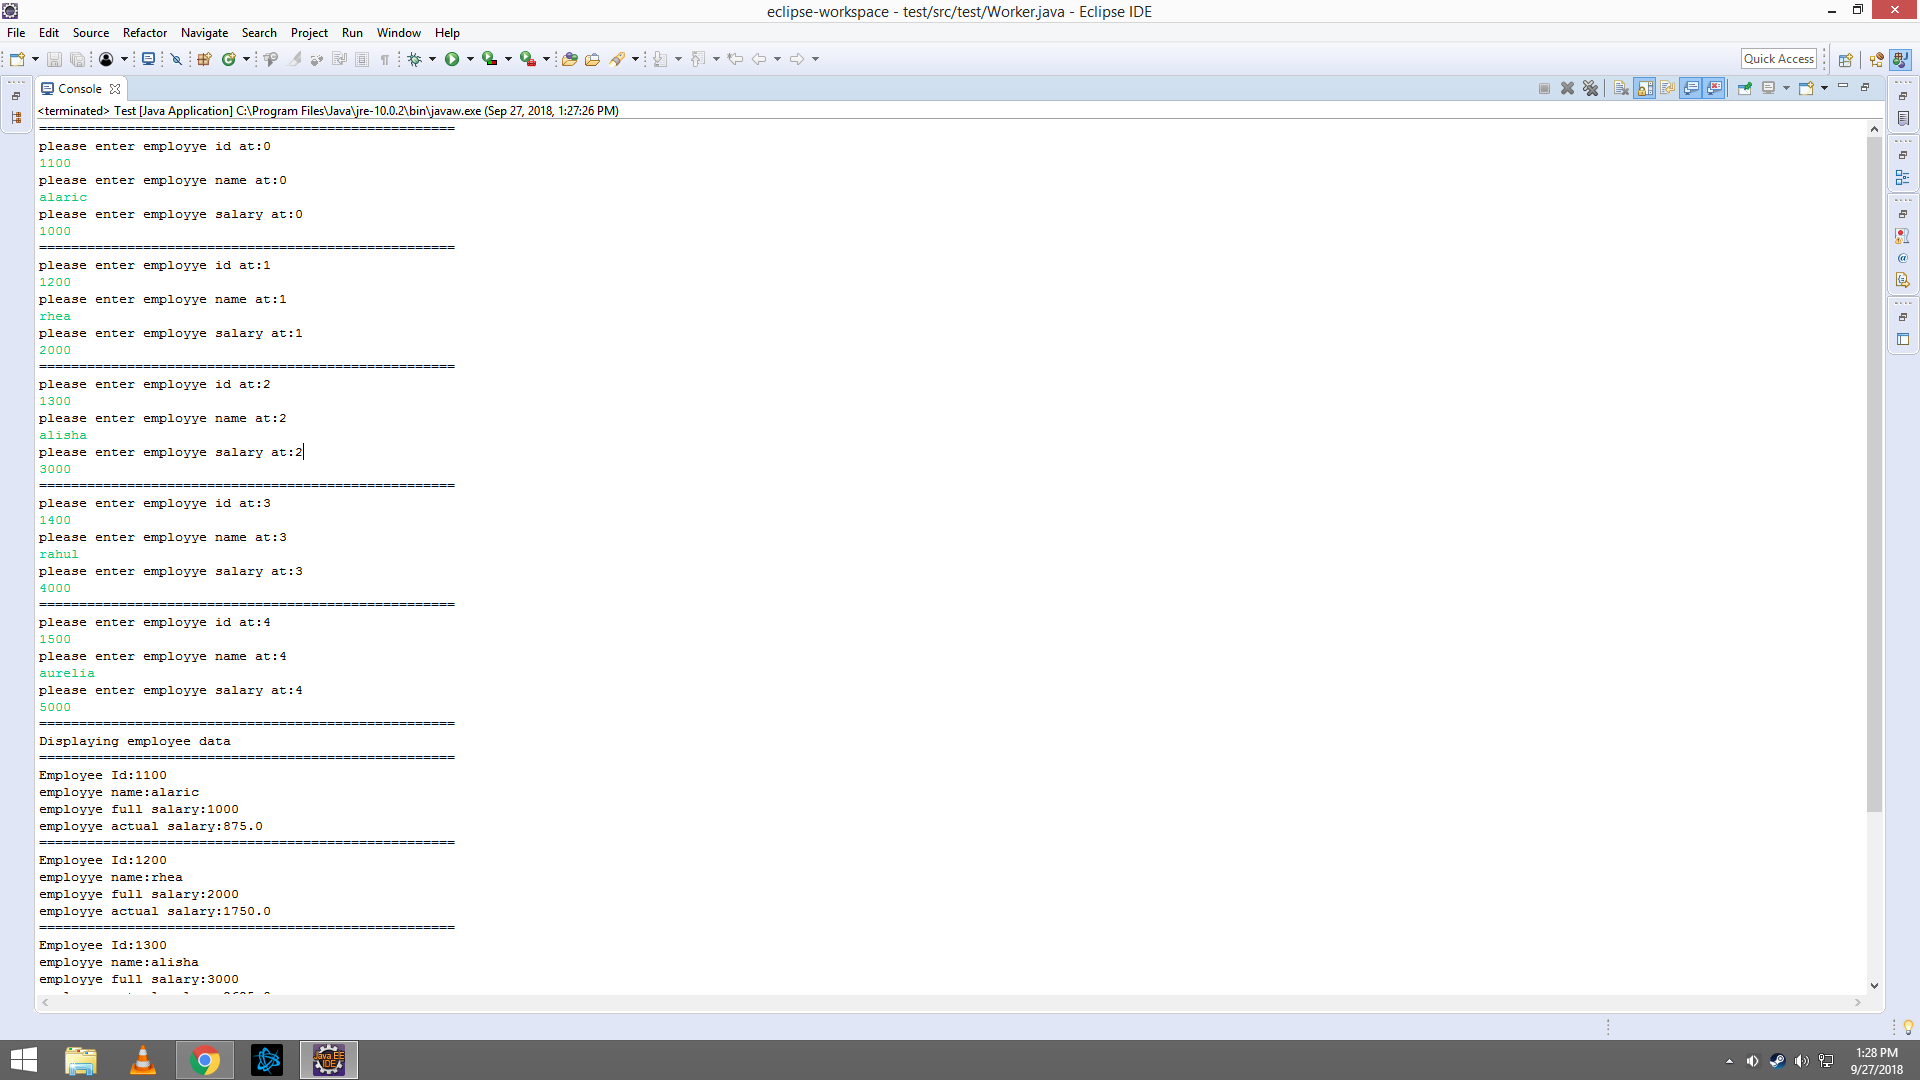 eclipse-workspace - test/src/test/Worker.java - Eclipse IDE
File Edit Source Refactor Navigate Search Project Run Window Help
Quick Access
Console
<terminated> Test [Java Application] C:\Program Files\Java\jre-10.0.2\bin\javaw.exe (Sep 27, 2018, 1:27:26 PM)
====================================================
please enter employye id at:0
1100
please enter employye name at:0
alaric
please enter employye salary at:0
1000
====================================================
please enter employye id at:1
1200
please enter employye name at:1
rhea
please enter employye salary at:1
2000
====================================================
please enter employye id at:2
1300
please enter employye name at:2
alisha
please enter employye salary at:2
3000
====================================================
please enter employye id at:3
1400
please enter employye name at:3
rahul
please enter employye salary at:3
4000
====================================================
please enter employye id at:4
1500
please enter employye name at:4
aurelia
please enter employye salary at:4
5000
====================================================
Displaying employee data
====================================================
Employee Id:1100
employye name:alaric
employye full salary:1000
employye actual salary:875.0
====================================================
Employee Id:1200
employye name:rhea
employye full salary:2000
employye actual salary:1750.0
====================================================
Employee Id:1300
employye name:alisha
employye full salary:3000
Java EE
IDE
1:28 PM
9/27/2018